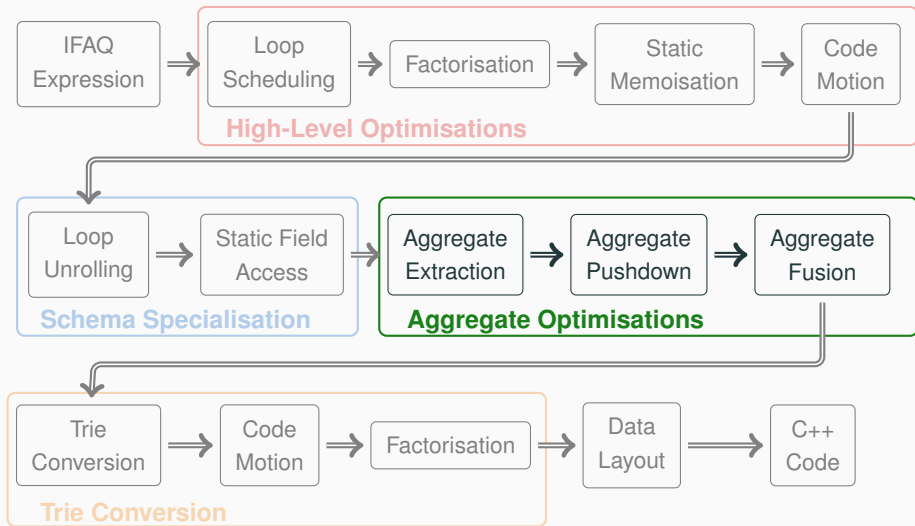 IFAQ
Expression
Loop
Scheduling
Factorisation
Static
Memoisation
Code
Motion
High-Level Optimisations
Loop
Unrolling
Static Field
Access
Schema Specialisation
Aggregate
Extraction
Aggregate
Pushdown
Aggregate
Fusion
Aggregate Optimisations
Trie
Conversion
Code
Motion
Factorisation
Trie Conversion
Data
Layout
C++
Code